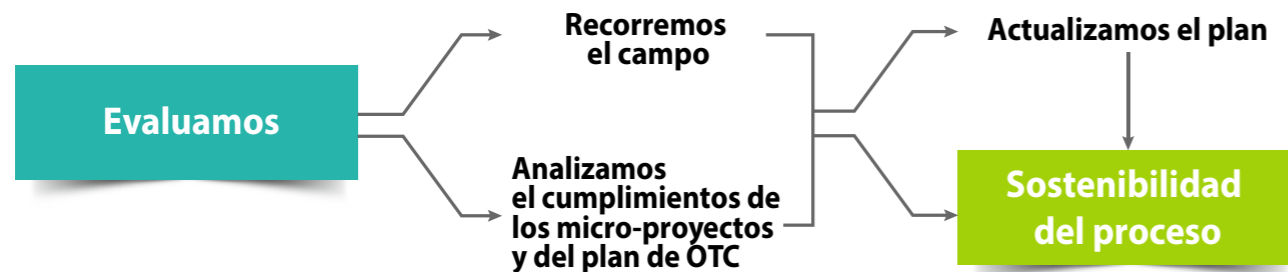 Evaluamos
Recorremos
el campo
Analizamos
el cumplimientos de
los micro-proyectos
y del plan de OTC
Actualizamos el plan
Sostenibilidad
del proceso